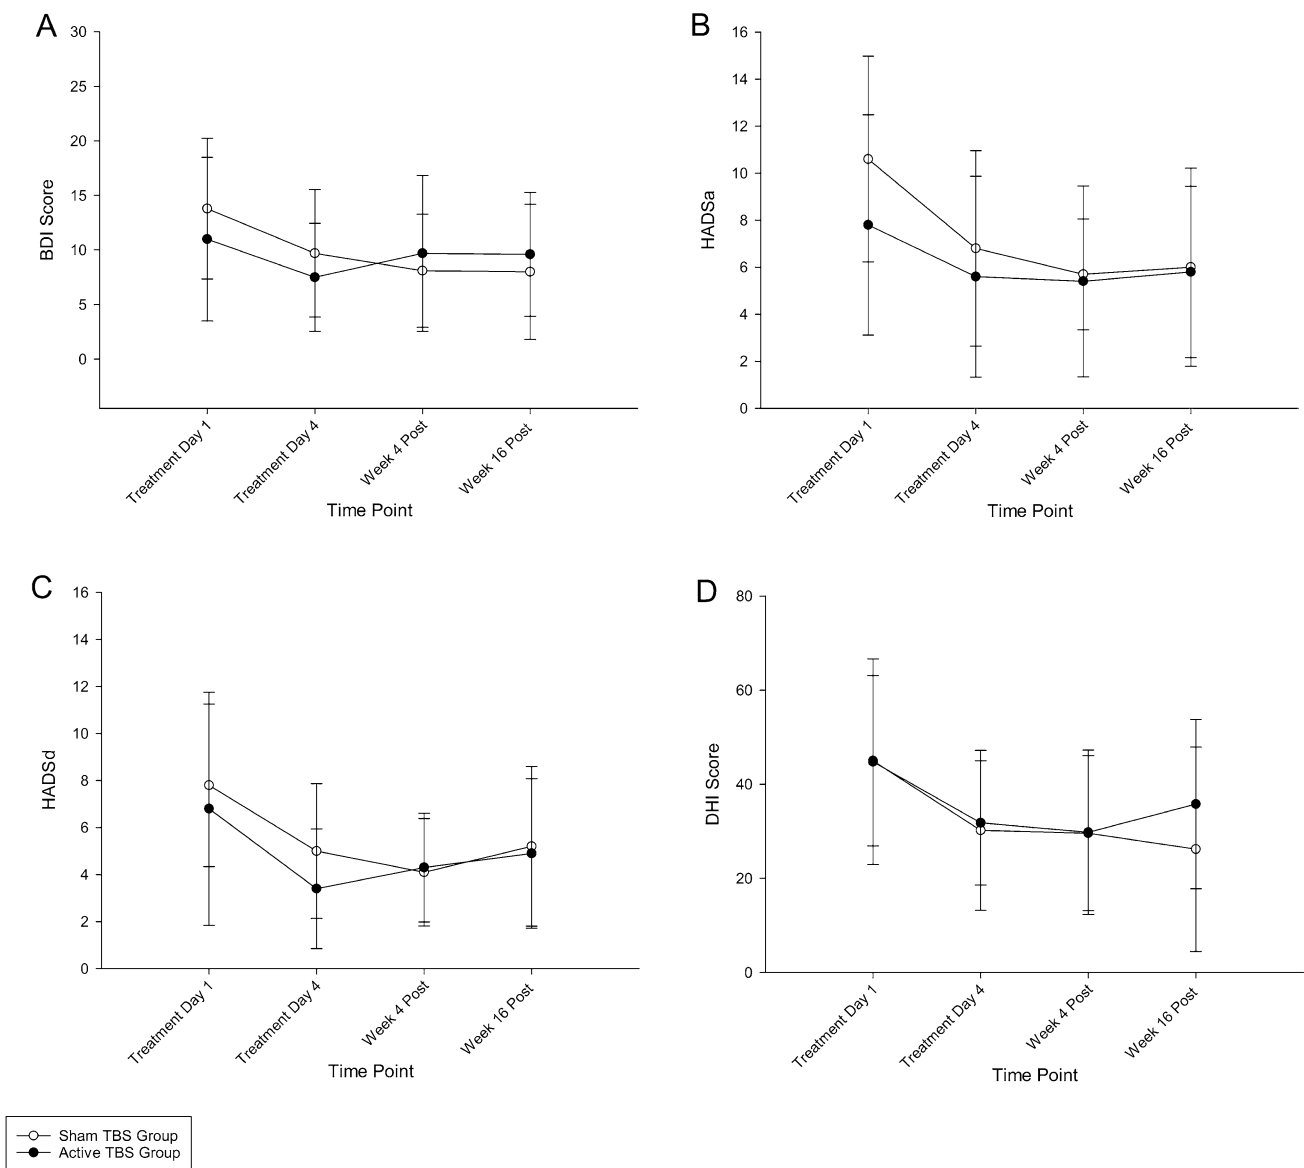 A
30
25
20
15
10
5
0
BDI Score
Treatment Day 1
Treatment Day 4
Week 4 Post
Week 16 Post
Time Point
B
16
14
12
10
8
6
4
2
0
HADSa
Treatment Day 1
Treatment Day 4
Week 4 Post
Week 16 Post
Time Point
C
16
14
12
10
8
6
4
2
0
HADSd
Treatment Day 1
Treatment Day 4
Week 4 Post
Week 16 Post
Time Point
D
80
60
40
20
0
DHI Score
Treatment Day 1
Treatment Day 4
Week 4 Post
Week 16 Post
Time Point
Sham TBS Group
Active TBS Group